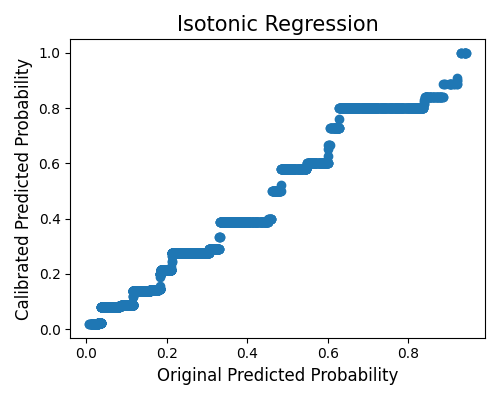 Isotonic Regression
Calibrated Predicted Probability
1.0
0.8
0.6
0.4
0.2
0.0
0.0 0.2 0.4 0.6 0.8
Original Predicted Probability